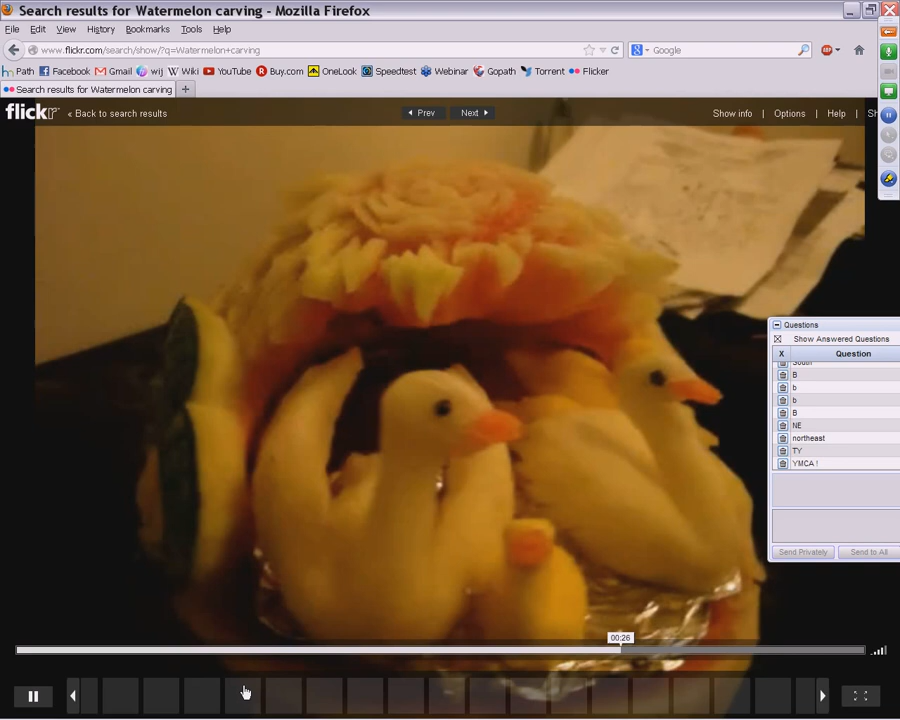 Search results for Watermelon carving - Mozilla Firefox
File Edit View History Bookmarks Tools Help
www.flickr.com/search/show/?q=Watermelon+carving
Google
ABP
Path Facebook Gmail wij Wiki YouTube Buy.com OneLook Speedtest Webinar Gopath Torrent Flicker
Search results for Watermelon carving
flickr « Back to search results Prev Next Show info | Options | Help |
Questions
Show Answered Questions
X Question
South
B
b
b
B
NE
northeast
TY
YMCA !
Send Privately Send to All
00:26